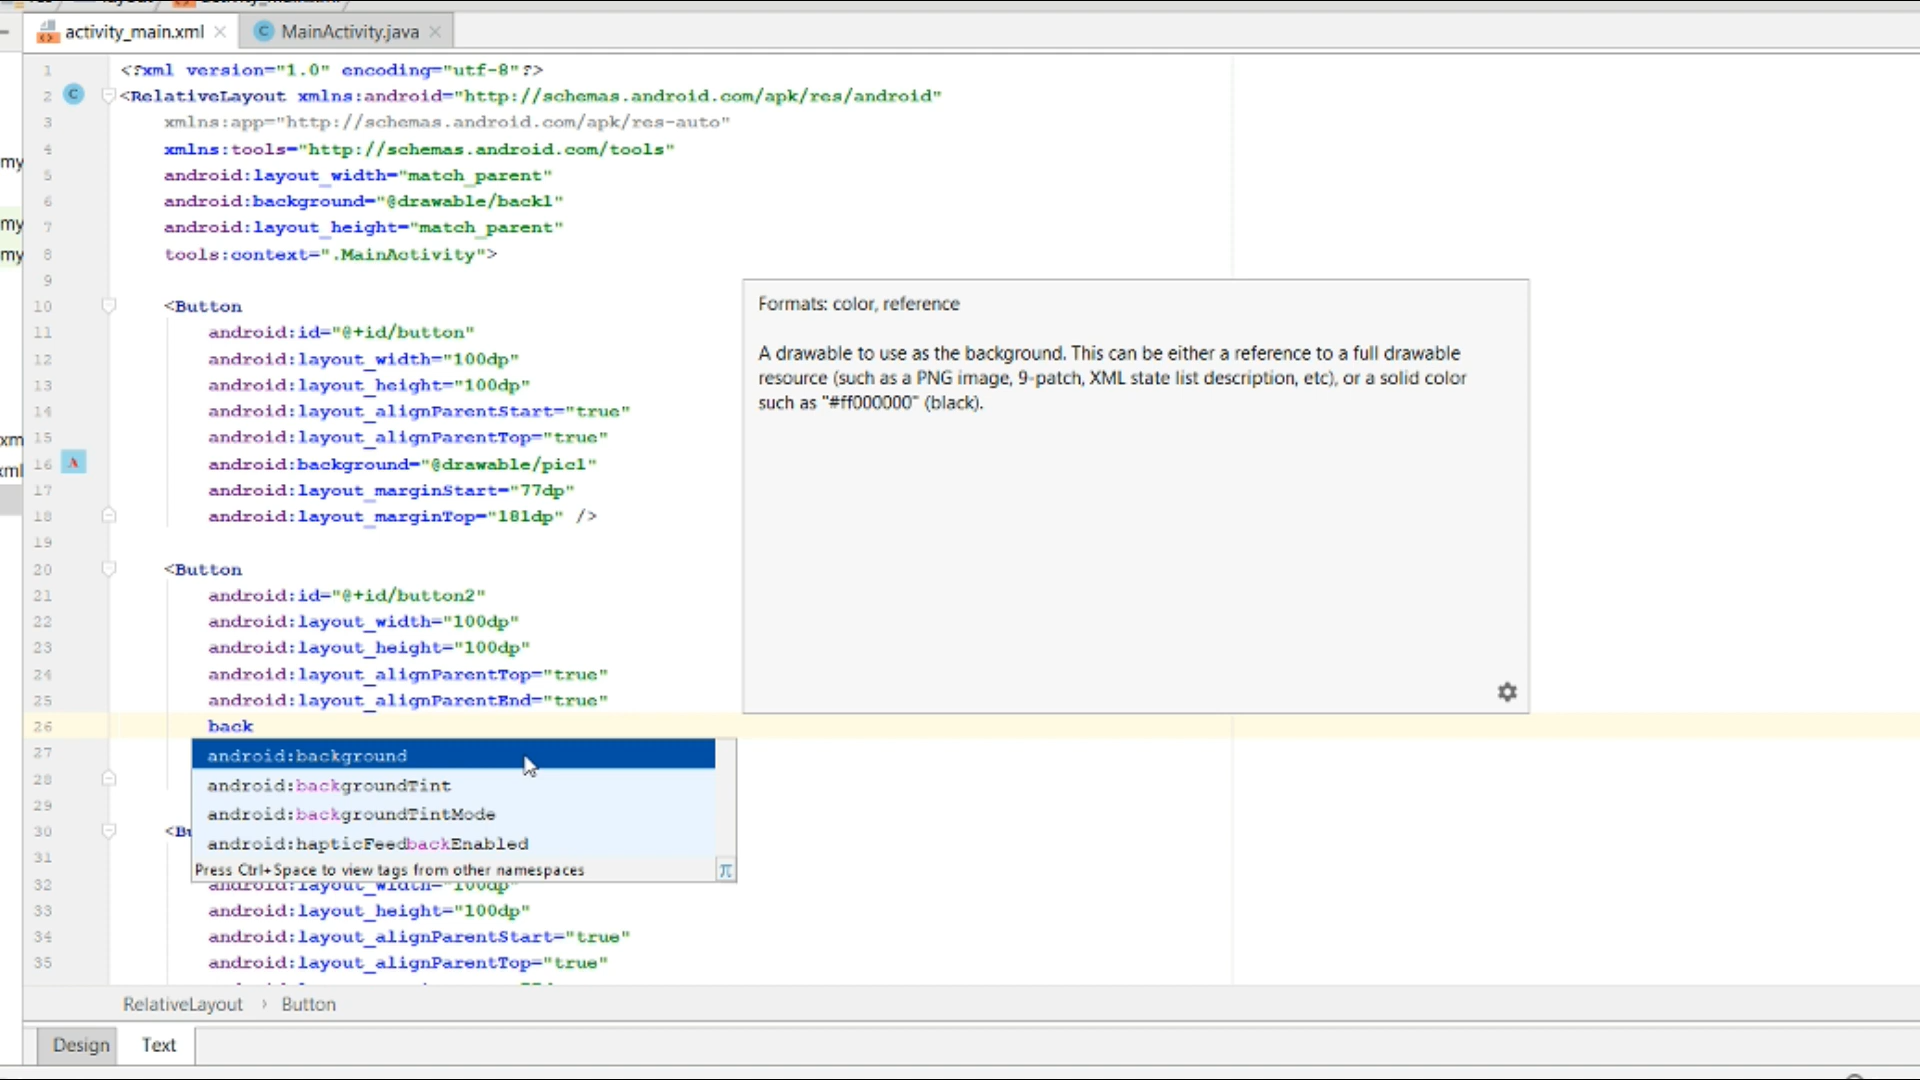 activity_main.xml
MainActivity.java
1 <?xml version="1.0" encoding="utf-8"?>
2 <RelativeLayout xmlns:android="http://schemas.android.com/apk/res/android"
3 xmlns:app="http://schemas.android.com/apk/res-auto"
4 xmlns:tools="http://schemas.android.com/tools"
5 android:layout_width="match_parent"
6 android:background="@drawable/back1"
7 android:layout_height="match_parent"
8 tools:context=".MainActivity">
9
10 <Button
11 android:id="@+id/button"
12 android:layout_width="100dp"
13 android:layout_height="100dp"
14 android:layout_alignParentStart="true"
15 android:layout_alignParentTop="true"
16 android:background="@drawable/pic1"
17 android:layout_marginStart="77dp"
18 android:layout_marginTop="181dp" />
19
20 <Button
21 android:id="@+id/button2"
22 android:layout_width="100dp"
23 android:layout_height="100dp"
24 android:layout_alignParentTop="true"
25 android:layout_alignParentEnd="true"
26 back
27
28
29
30 <Bu
31
32 android:layout_width="100dp"
33 android:layout_height="100dp"
34 android:layout_alignParentStart="true"
35 android:layout_alignParentTop="true"
android:background
android:backgroundTint
android:backgroundTintMode
android:hapticFeedbackEnabled
Press Ctrl+Space to view tags from other namespaces
π
Formats: color, reference
A drawable to use as the background. This can be either a reference to a full drawable
resource (such as a PNG image, 9-patch, XML state list description, etc), or a solid color
such as "#ff000000" (black).
my
my
my
xm
xml
RelativeLayout › Button
Design
Text